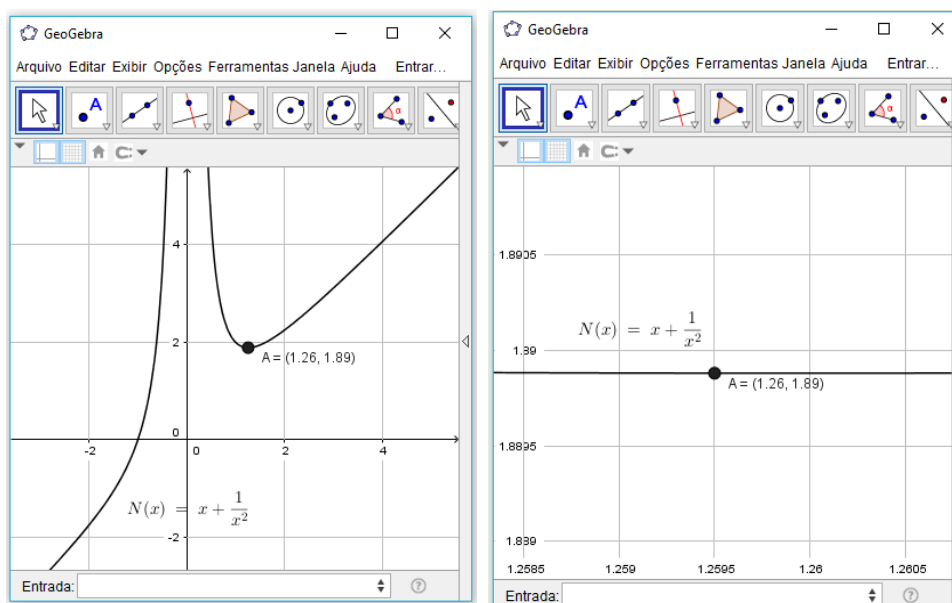 GeoGebra
Arquivo Editar Exibir Opções Ferramentas Janela Ajuda Entrar...
A
α
4
2
A = (1.26, 1.89)
0
-2 0 2 4
N(x) = x + 1/x²
-2
Entrada:
GeoGebra
Arquivo Editar Exibir Opções Ferramentas Janela Ajuda Entrar...
A
α
1.8905
N(x) = x + 1/x²
1.89
A = (1.26, 1.89)
1.8895
1.889
1.2585 1.259 1.2595 1.26 1.2605
Entrada: